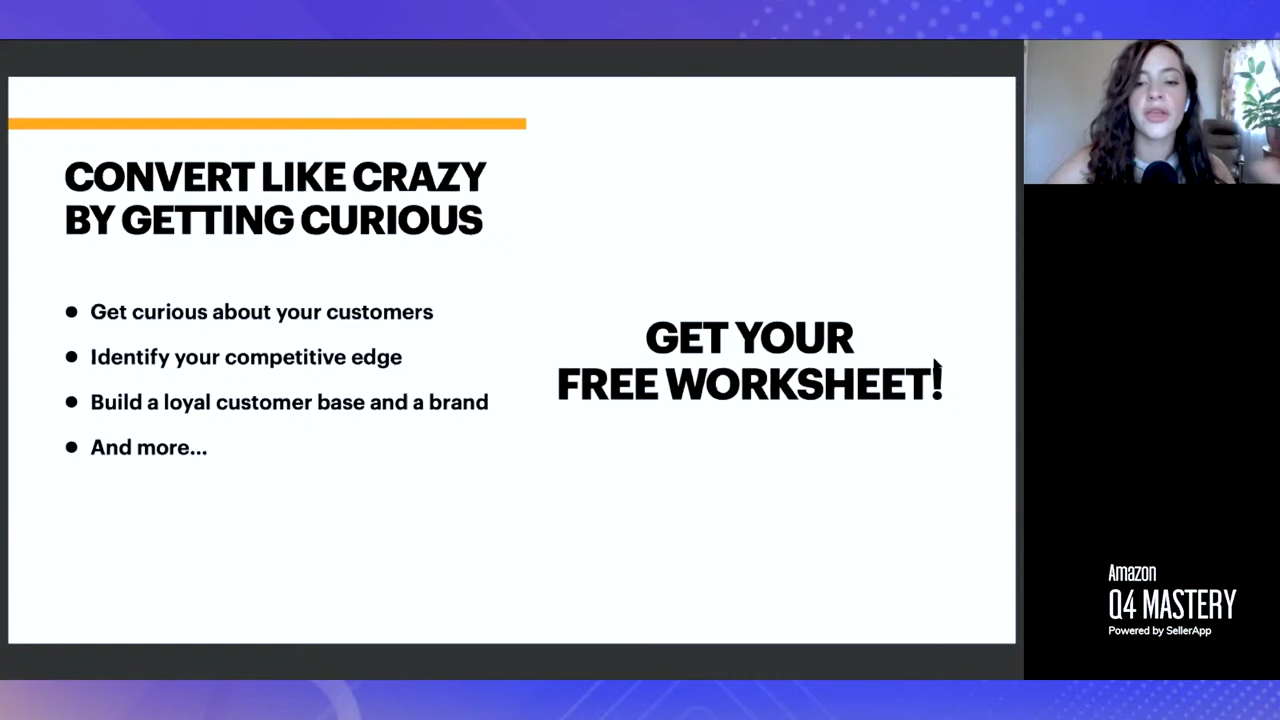 CONVERT LIKE CRAZY
BY GETTING CURIOUS
● Get curious about your customers
● Identify your competitive edge
● Build a loyal customer base and a brand
● And more...
GET YOUR
FREE WORKSHEET!
Amazon
Q4 MASTERY
Powered by SellerApp